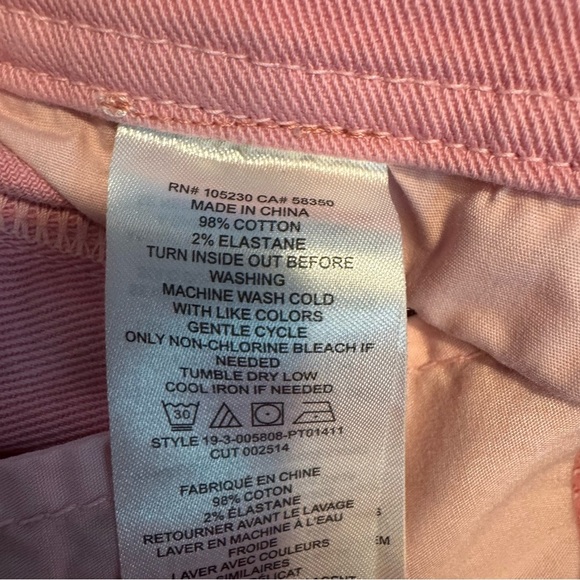 RN# 105230 CA# 58350
MADE IN CHINA
98% COTTON
2% ELASTANE
TURN INSIDE OUT BEFORE
WASHING
MACHINE WASH COLD
WITH LIKE COLORS
GENTLE CYCLE
ONLY NON-CHLORINE BLEACH IF
NEEDED
TUMBLE DRY LOW
COOL IRON IF NEEDED
30
STYLE 19-3-005808-PT01411
CUT 002514
FABRIQUÉ EN CHINE
98% COTON
2% ÉLASTANE
RETOURNER AVANT LE LAVAGE
LAVER EN MACHINE À L'EAU
FROIDE
LAVER AVEC COULEURS
SIMILAIRES